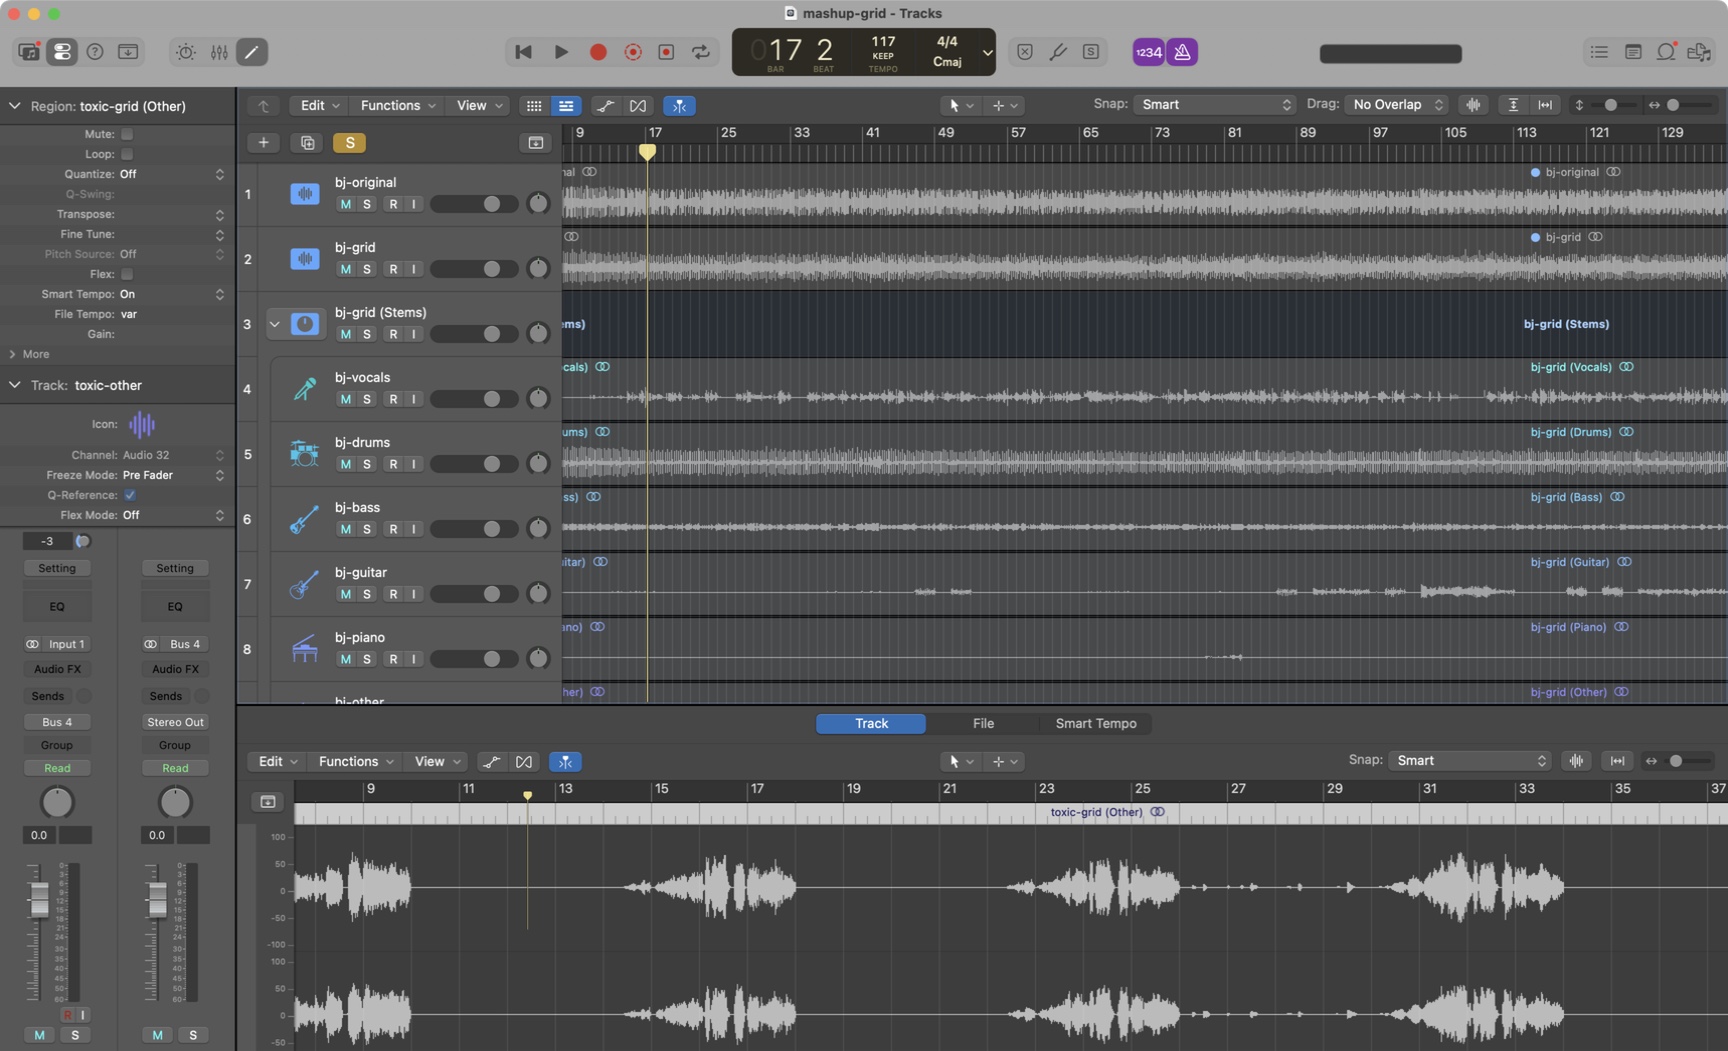 mashup-grid - Tracks
17 2 117 4/4
KEEP Cmaj
BAR BEAT TEMPO
1234
S
Region: toxic-grid (Other)
Mute:
Loop:
Quantize: Off
Q-Swing:
Transpose:
Fine Tune:
Pitch Source: Off
Flex:
Smart Tempo: On
File Tempo: var
Gain:
More
Track: toxic-other
Icon:
Channel: Audio 32
Freeze Mode: Pre Fader
Q-Reference:
Flex Mode: Off
-3
Setting Setting
EQ EQ
Input 1 Bus 4
Audio FX Audio FX
Sends Sends
Bus 4 Stereo Out
Group Group
Read Read
0.0 0.0
R I
M S M S
Edit Functions View Snap: Smart Drag: No Overlap
S
9 17 25 33 41 49 57 65 73 81 89 97 105 113 121 129
1 bj-original
M S R I
bj-original
2 bj-grid
M S R I
bj-grid
3 bj-grid (Stems)
M S R I
bj-grid (Stems)
4 bj-vocals
M S R I
bj-grid (Vocals)
5 bj-drums
M S R I
bj-grid (Drums)
6 bj-bass
M S R I
bj-grid (Bass)
7 bj-guitar
M S R I
bj-grid (Guitar)
8 bj-piano
M S R I
bj-grid (Piano)
bj-other
bj-grid (Other)
Track File Smart Tempo
Edit Functions View Snap: Smart
9 11 13 15 17 19 21 23 25 27 29 31 33 35 37
toxic-grid (Other)
100
50
0
-50
-100
100
50
0
-50